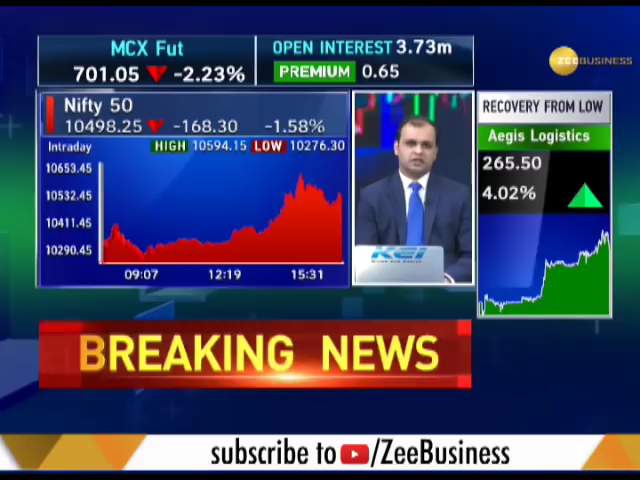 MCX Fut
701.05 -2.23%
OPEN INTEREST 3.73m
PREMIUM 0.65
ZEEBUSINESS
Nifty 50
10498.25 -168.30 -1.58%
Intraday HIGH 10594.15 LOW 10276.30
10653.45
10532.45
10411.45
10290.45
09:07 12:19 15:31
KEI
RECOVERY FROM LOW
Aegis Logistics
265.50
4.02%
BREAKING NEWS
subscribe to /ZeeBusiness